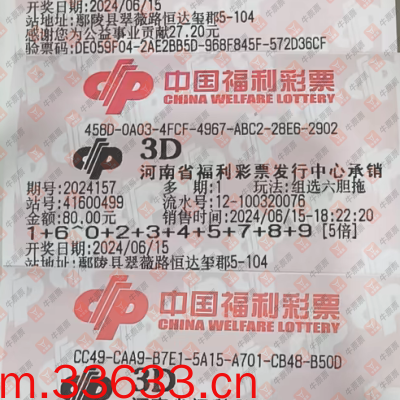 开奖日期:2024/06/15
站地址:鄢陵县翠薇路恒达玺郡5-104
感谢您为公益事业贡献27.20元
验票码:DE059F04-2AE2BB5D-968F845F-572D36CF
中国福利彩票
CHINA WELFARE LOTTERY
45BD-0A03-4FCF-4967-ABC2-28E6-2902
3D
河南省福利彩票发行中心承销
期号:2024157 多期:1 玩法:组选六胆拖
站号:41600499 流水号:12-100320076
金额:80.00元 销售时间:2024/06/15-18:22:20
1+6^0+2+3+4+5+7+8+9 [5倍]
开奖日期:2024/06/15
站地址:鄢陵县翠薇路恒达玺郡5-104
中国福利彩票
CHINA WELFARE LOTTERY
CC49-CAA9-B7E1-5A15-A701-CB48-B50D
m.33633.cn
3D